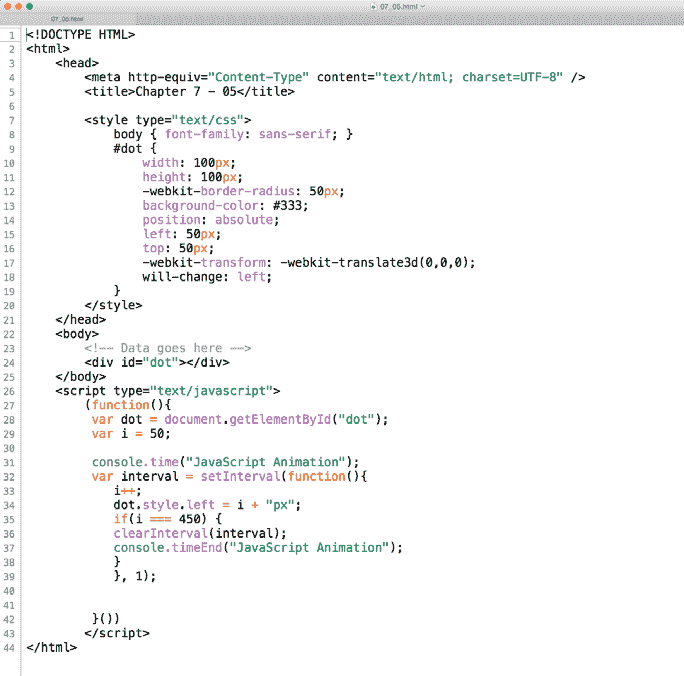 07_05.html
07_05.html
1 <!DOCTYPE HTML>
2 <html>
3 <head>
4 <meta http-equiv="Content-Type" content="text/html; charset=UTF-8" />
5 <title>Chapter 7 - 05</title>
6
7 <style type="text/css">
8 body { font-family: sans-serif; }
9 #dot {
10 width: 100px;
11 height: 100px;
12 -webkit-border-radius: 50px;
13 background-color: #333;
14 position: absolute;
15 left: 50px;
16 top: 50px;
17 -webkit-transform: -webkit-translate3d(0,0,0);
18 will-change: left;
19 }
20 </style>
21 </head>
22 <body>
23 <!-- Data goes here -->
24 <div id="dot"></div>
25 </body>
26 <script type="text/javascript">
27 (function(){
28 var dot = document.getElementById("dot");
29 var i = 50;
30
31 console.time("JavaScript Animation");
32 var interval = setInterval(function(){
33 i++;
34 dot.style.left = i + "px";
35 if(i === 450) {
36 clearInterval(interval);
37 console.timeEnd("JavaScript Animation");
38 }
39 }, 1);
40
41
42 }())
43 </script>
44 </html>